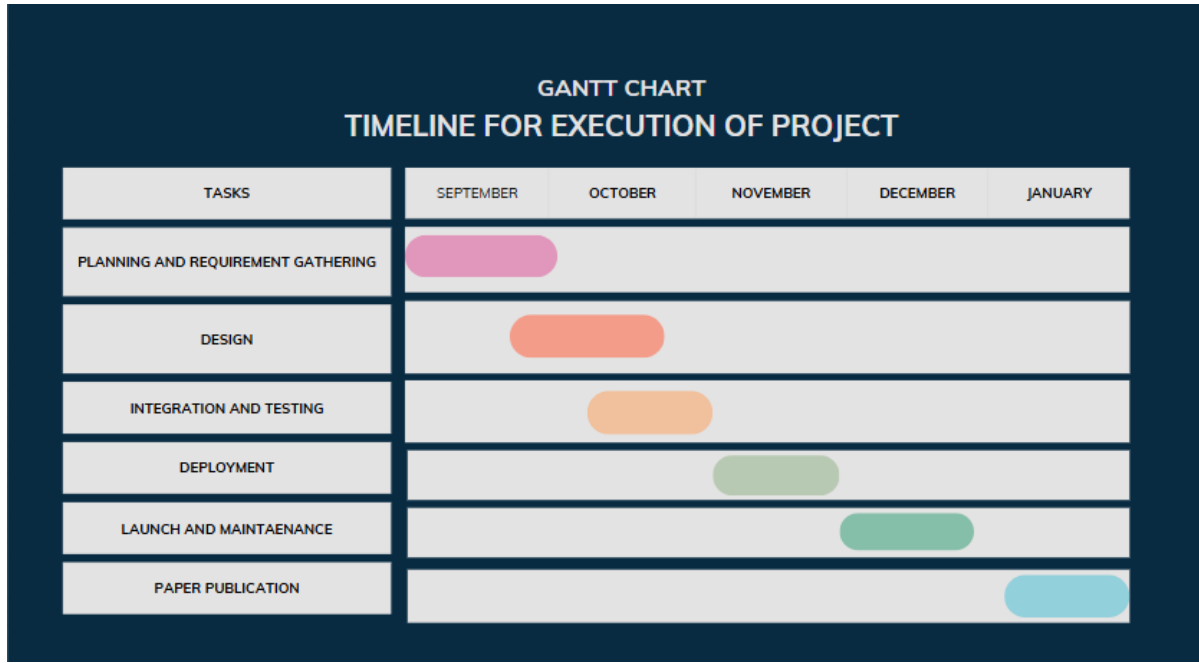 GANTT CHART
TIMELINE FOR EXECUTION OF PROJECT
TASKS SEPTEMBER OCTOBER NOVEMBER DECEMBER JANUARY
PLANNING AND REQUIREMENT GATHERING
DESIGN
INTEGRATION AND TESTING
DEPLOYMENT
LAUNCH AND MAINTAENANCE
PAPER PUBLICATION